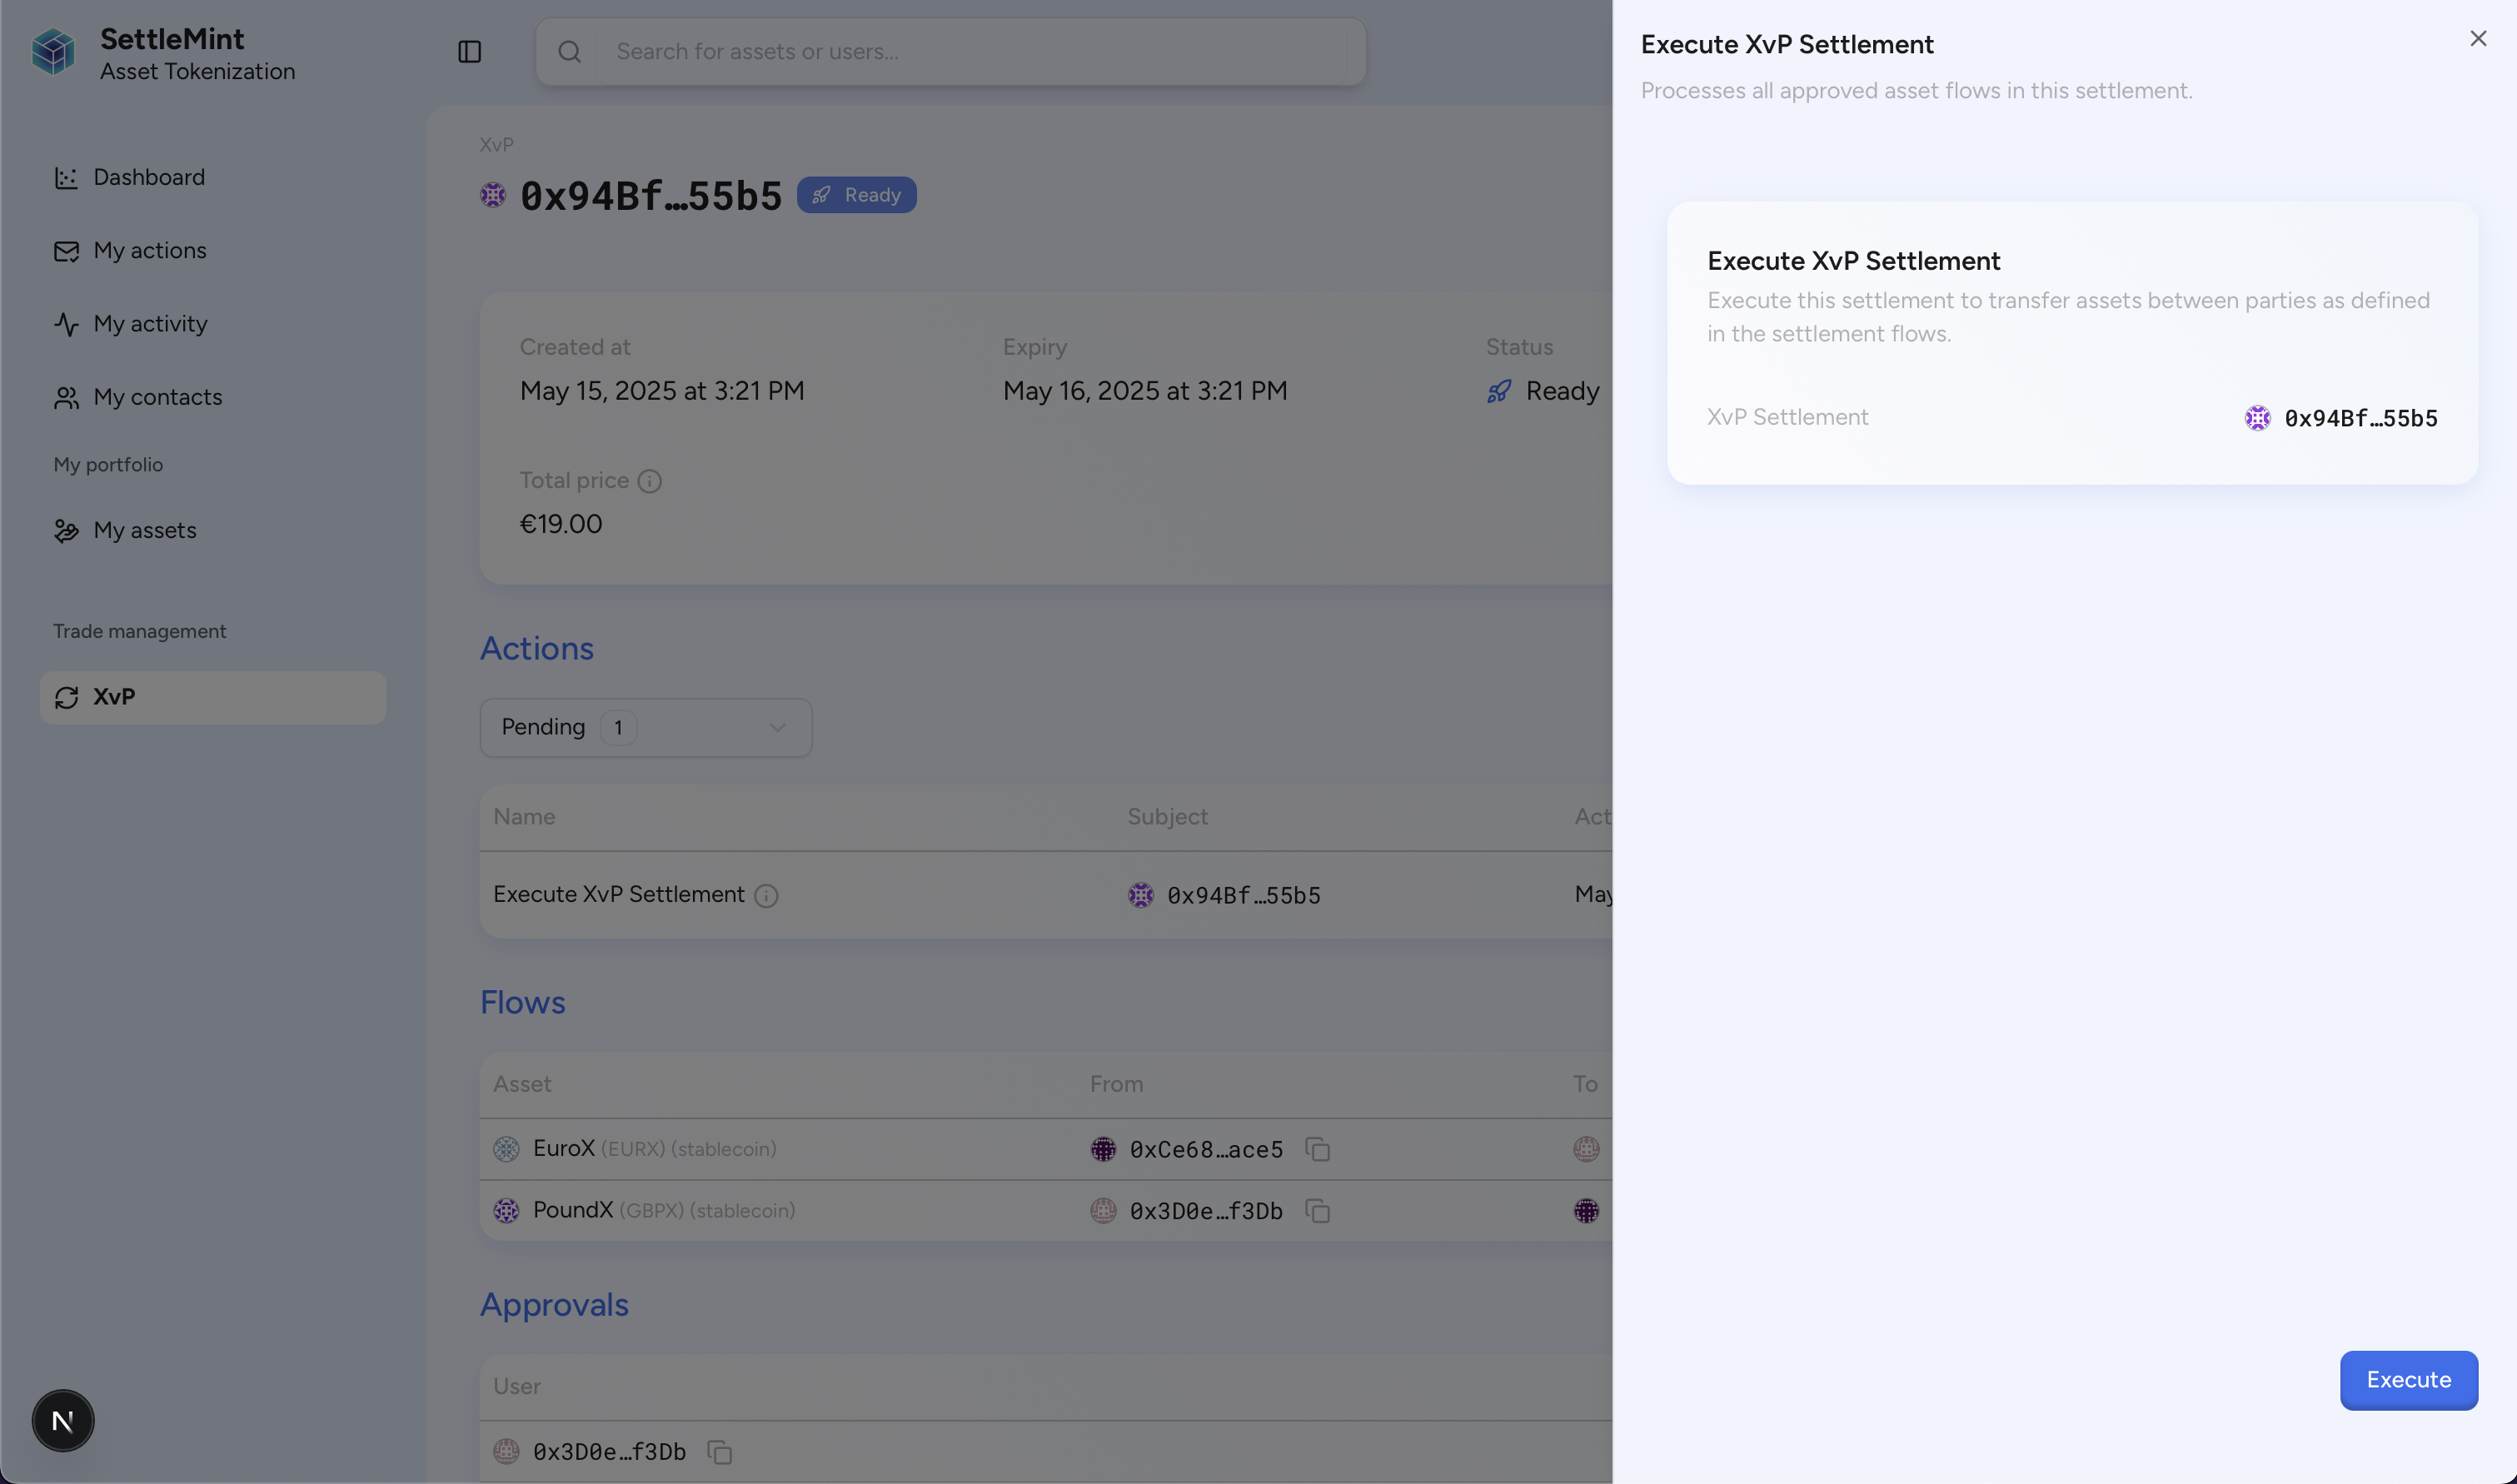 SettleMint
Asset Tokenization
Search for assets or users...
Dashboard
My actions
My activity
My contacts
My portfolio
My assets
Trade management
XvP
XvP
0x94Bf…55b5 Ready
Created at Expiry Status
May 15, 2025 at 3:21 PM May 16, 2025 at 3:21 PM Ready
Total price
€19.00
Actions
Pending 1
Name Subject Act
Execute XvP Settlement 0x94Bf…55b5 May
Flows
Asset From To
EuroX (EURX) (stablecoin) 0xCe68…ace5
PoundX (GBPX) (stablecoin) 0x3D0e…f3Db
Approvals
User
0x3D0e…f3Db
N
Execute XvP Settlement
Processes all approved asset flows in this settlement.
Execute XvP Settlement
Execute this settlement to transfer assets between parties as defined
in the settlement flows.
XvP Settlement 0x94Bf…55b5
Execute